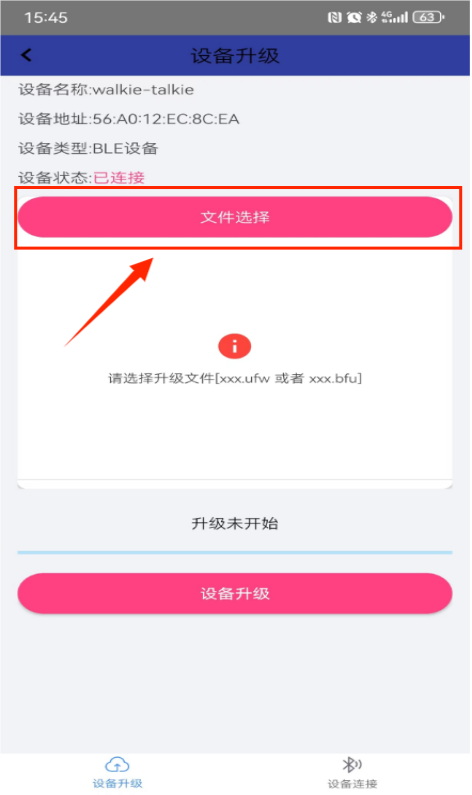 15:45
4G
63
设备升级
设备名称:walkie-talkie
设备地址:56:A0:12:EC:8C:EA
设备类型:BLE设备
设备状态:已连接
文件选择
请选择升级文件[xxx.ufw 或者 xxx.bfu]
升级未开始
设备升级
设备升级
设备连接